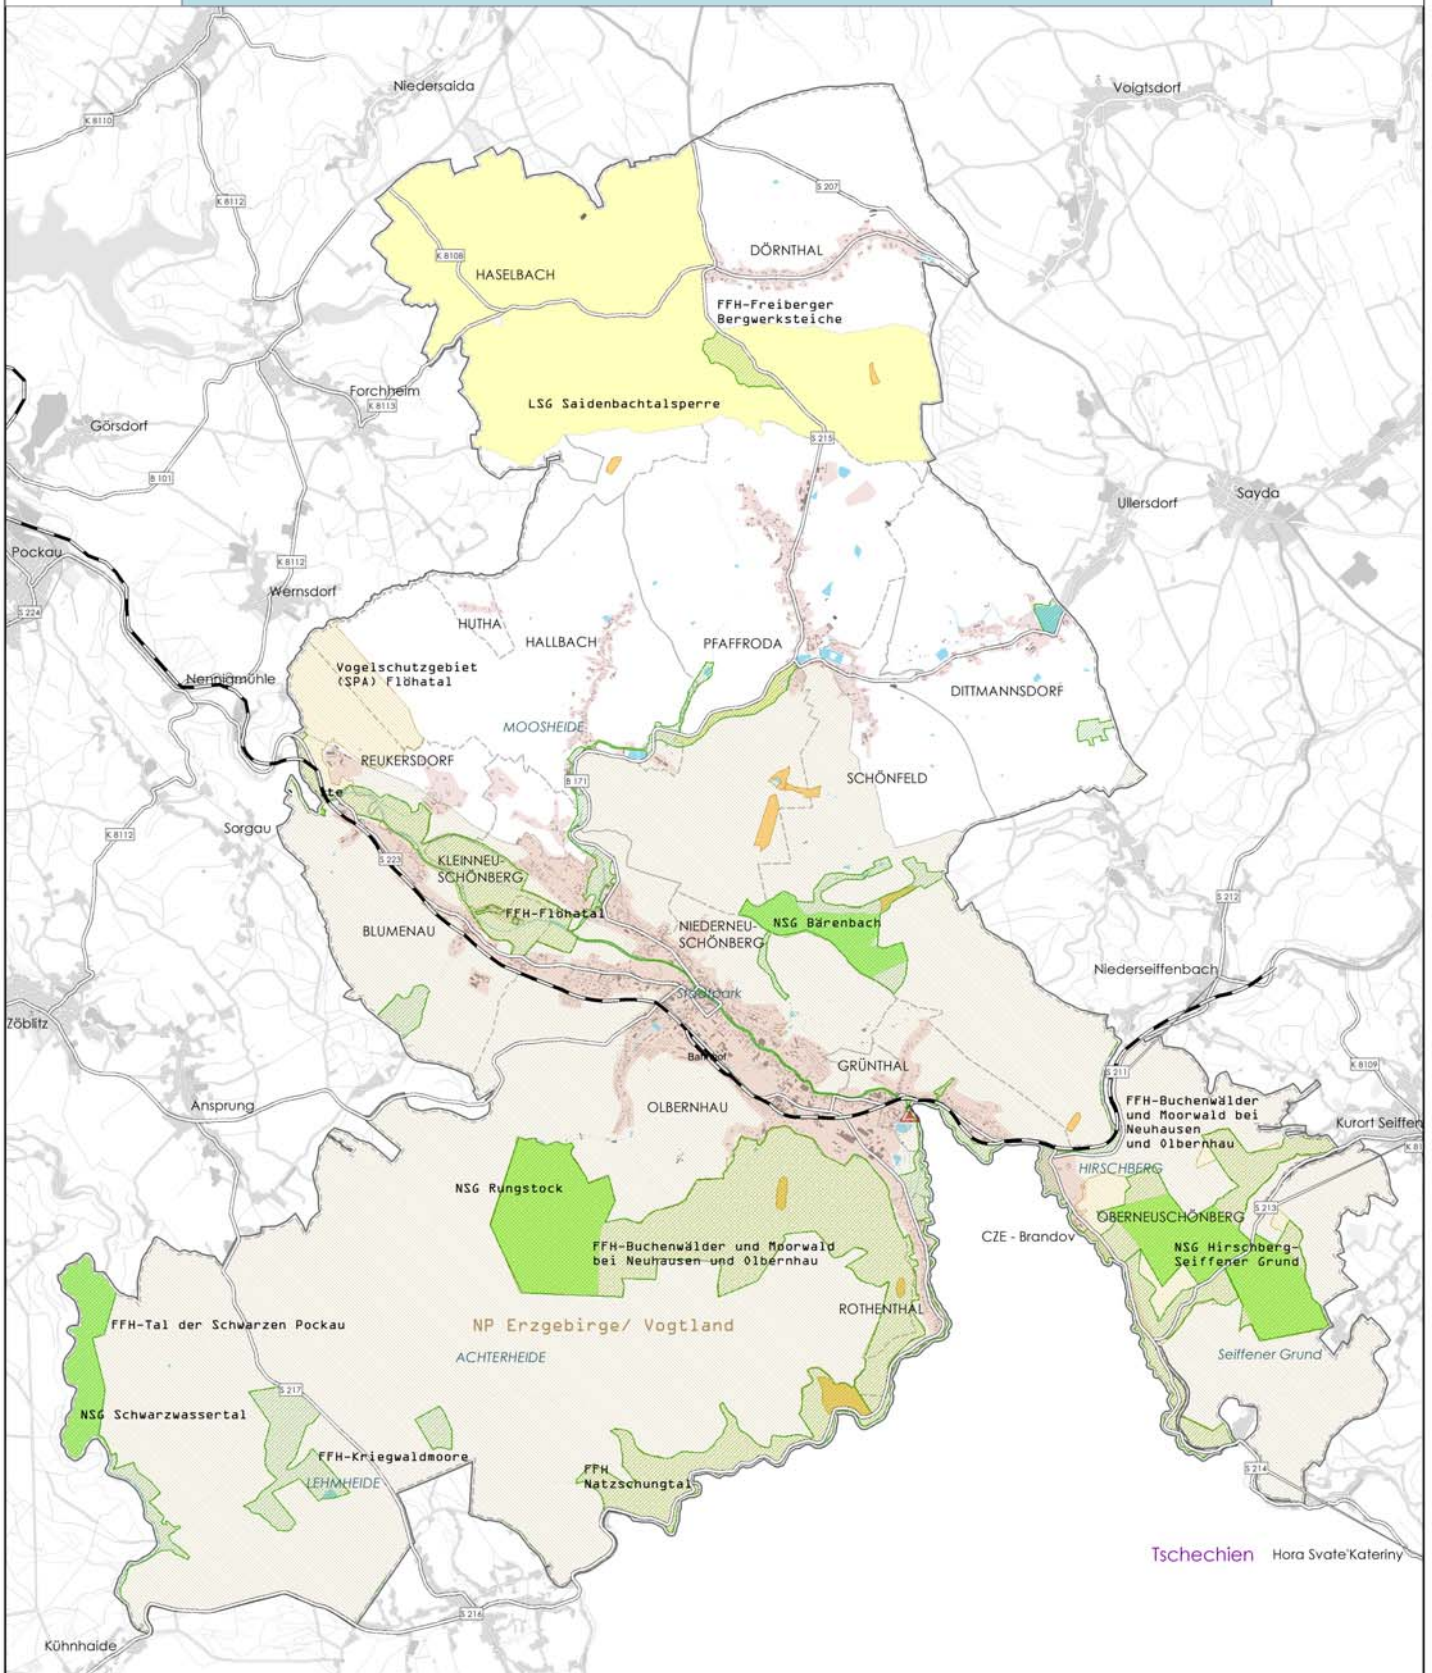 Niedersaida
Voigtsdorf
K 8110
S 207
K 8112
DÖRNTHAL
K 8108
HASELBACH
FFH-Freiberger
Bergwerksteiche
Forchheim
K 8113
LSG Saidenbachtalsperre
Görsdorf
S 215
B 101
Sayda
Ullersdorf
Pockau
K 8112
Wernsdorf
S 224
HUTHA
HALLBACH
PFAFFRODA
Vogelschutzgebiet
(SPA) Flöhatal
Nennigmühle
DITTMANNSDORF
MOOSHEIDE
REUKERSDORF
B 171
SCHÖNFELD
tte
Sorgau
K 8112
S 223
KLEINNEU-
SCHÖNBERG
S 212
FFH-Flöhatal
NIEDERNEU-
SCHÖNBERG
NSG Bärenbach
BLUMENAU
Niederseiffenbach
Stadtpark
Zöblitz
Bahnhof
GRÜNTHAL
K 8109
S 211
Ansprung
OLBERNHAU
FFH-Buchenwälder
und Moorwald bei
Neuhausen
und Olbernhau
Kurort Seiffen
K 81
HIRSCHBERG
NSG Rungstock
S 213
OBERNEUSCHÖNBERG
CZE - Brandov
FFH-Buchenwälder und Moorwald
bei Neuhausen und Olbernhau
NSG Hirschberg-
Seiffener Grund
ROTHENTHAL
FFH-Tal der Schwarzen Pockau
NP Erzgebirge/ Vogtland
ACHTERHEIDE
Seiffener Grund
S 217
NSG Schwarzwassertal
FFH-Kriegwaldmoore
LEHMHEIDE
FFH
Natzschungtal
S 214
Tschechien
Hora Svate'Kateriny
S 216
Kühnhaide